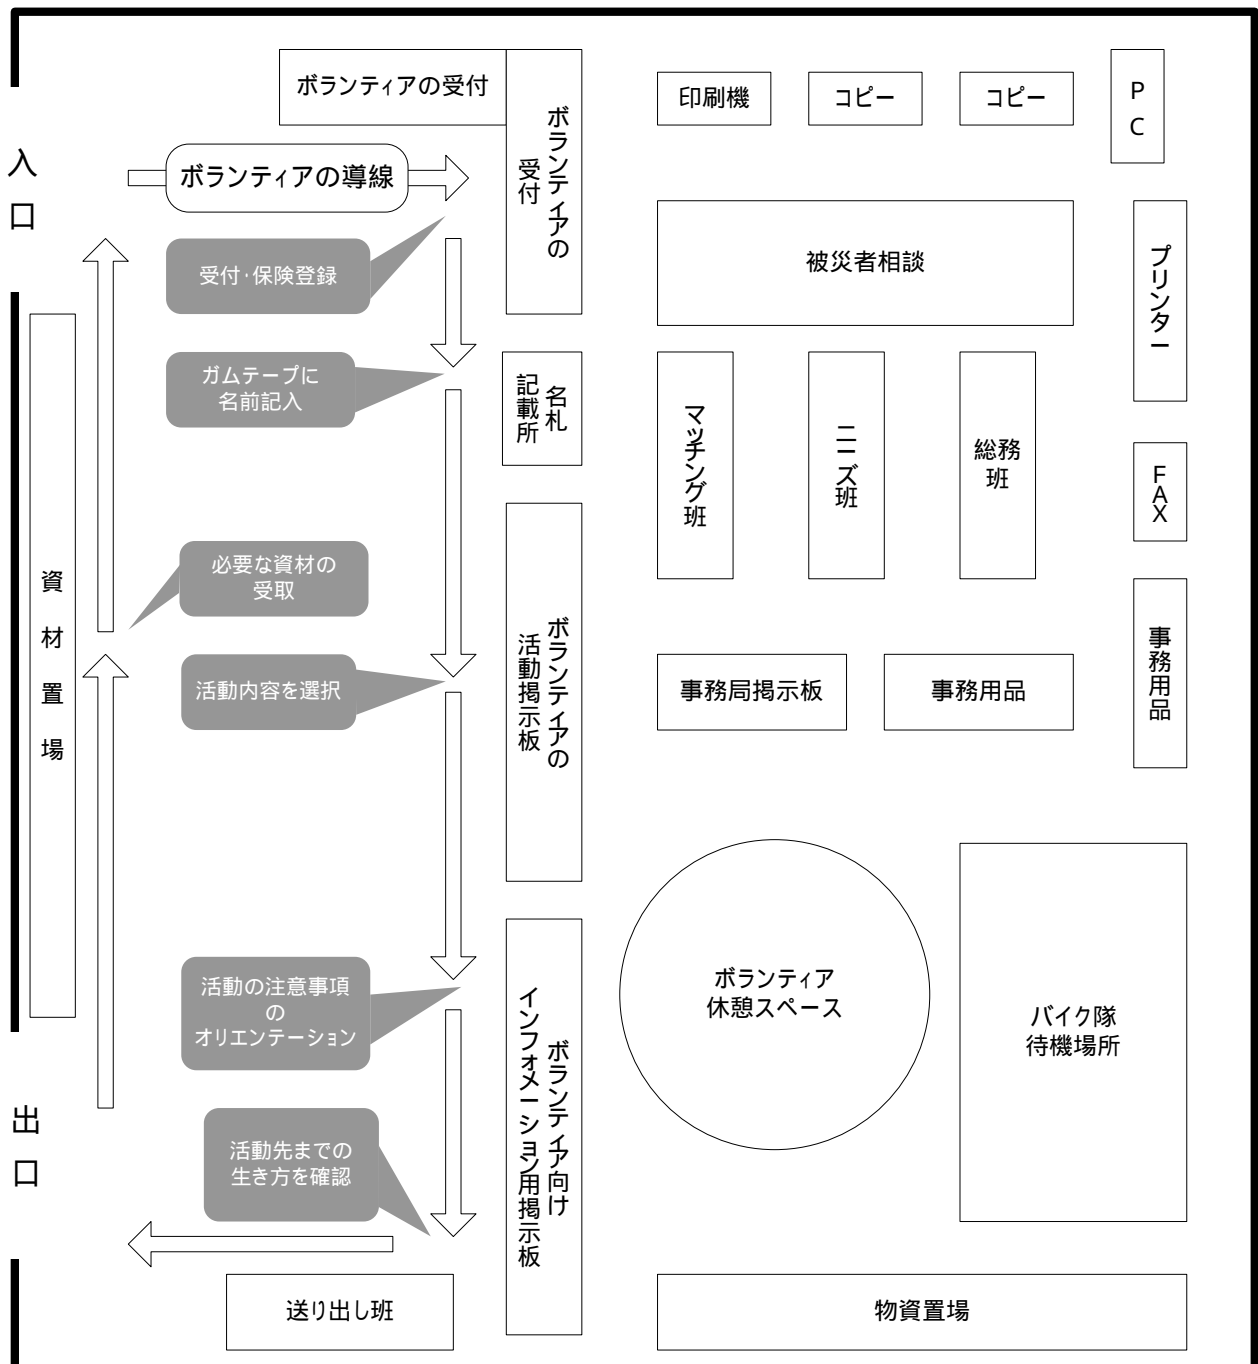 ボランティアの受付
ボランティアの
受付
印刷機
コピー
コピー
PC
入口
ボランティアの導線
受付・保険登録
被災者相談
プリンター
ガムテープに
名前記入
名札
記載所
マッチング班
ニーズ班
総務
班
FAX
必要な資材の
受取
資材置場
活動内容を選択
ボランティアの
活動掲示板
事務局掲示板
事務用品
事務用品
活動の注意事項
の
オリエンテーション
ボランティア向け
インフォメーション用掲示板
ボランティア
休憩スペース
バイク隊
待機場所
出口
活動先までの
生き方を確認
送り出し班
物資置場